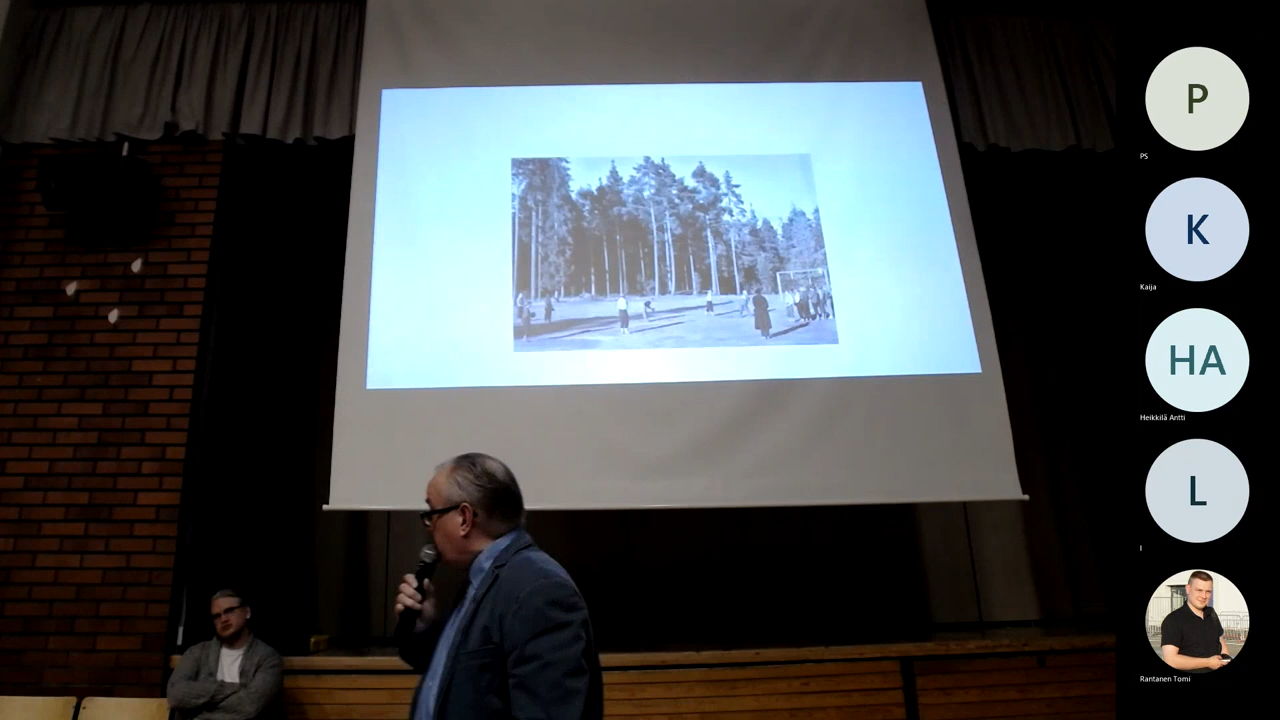 P
PS
K
Kaija
HA
Heikkilä Antti
L
l
Rantanen Tomi